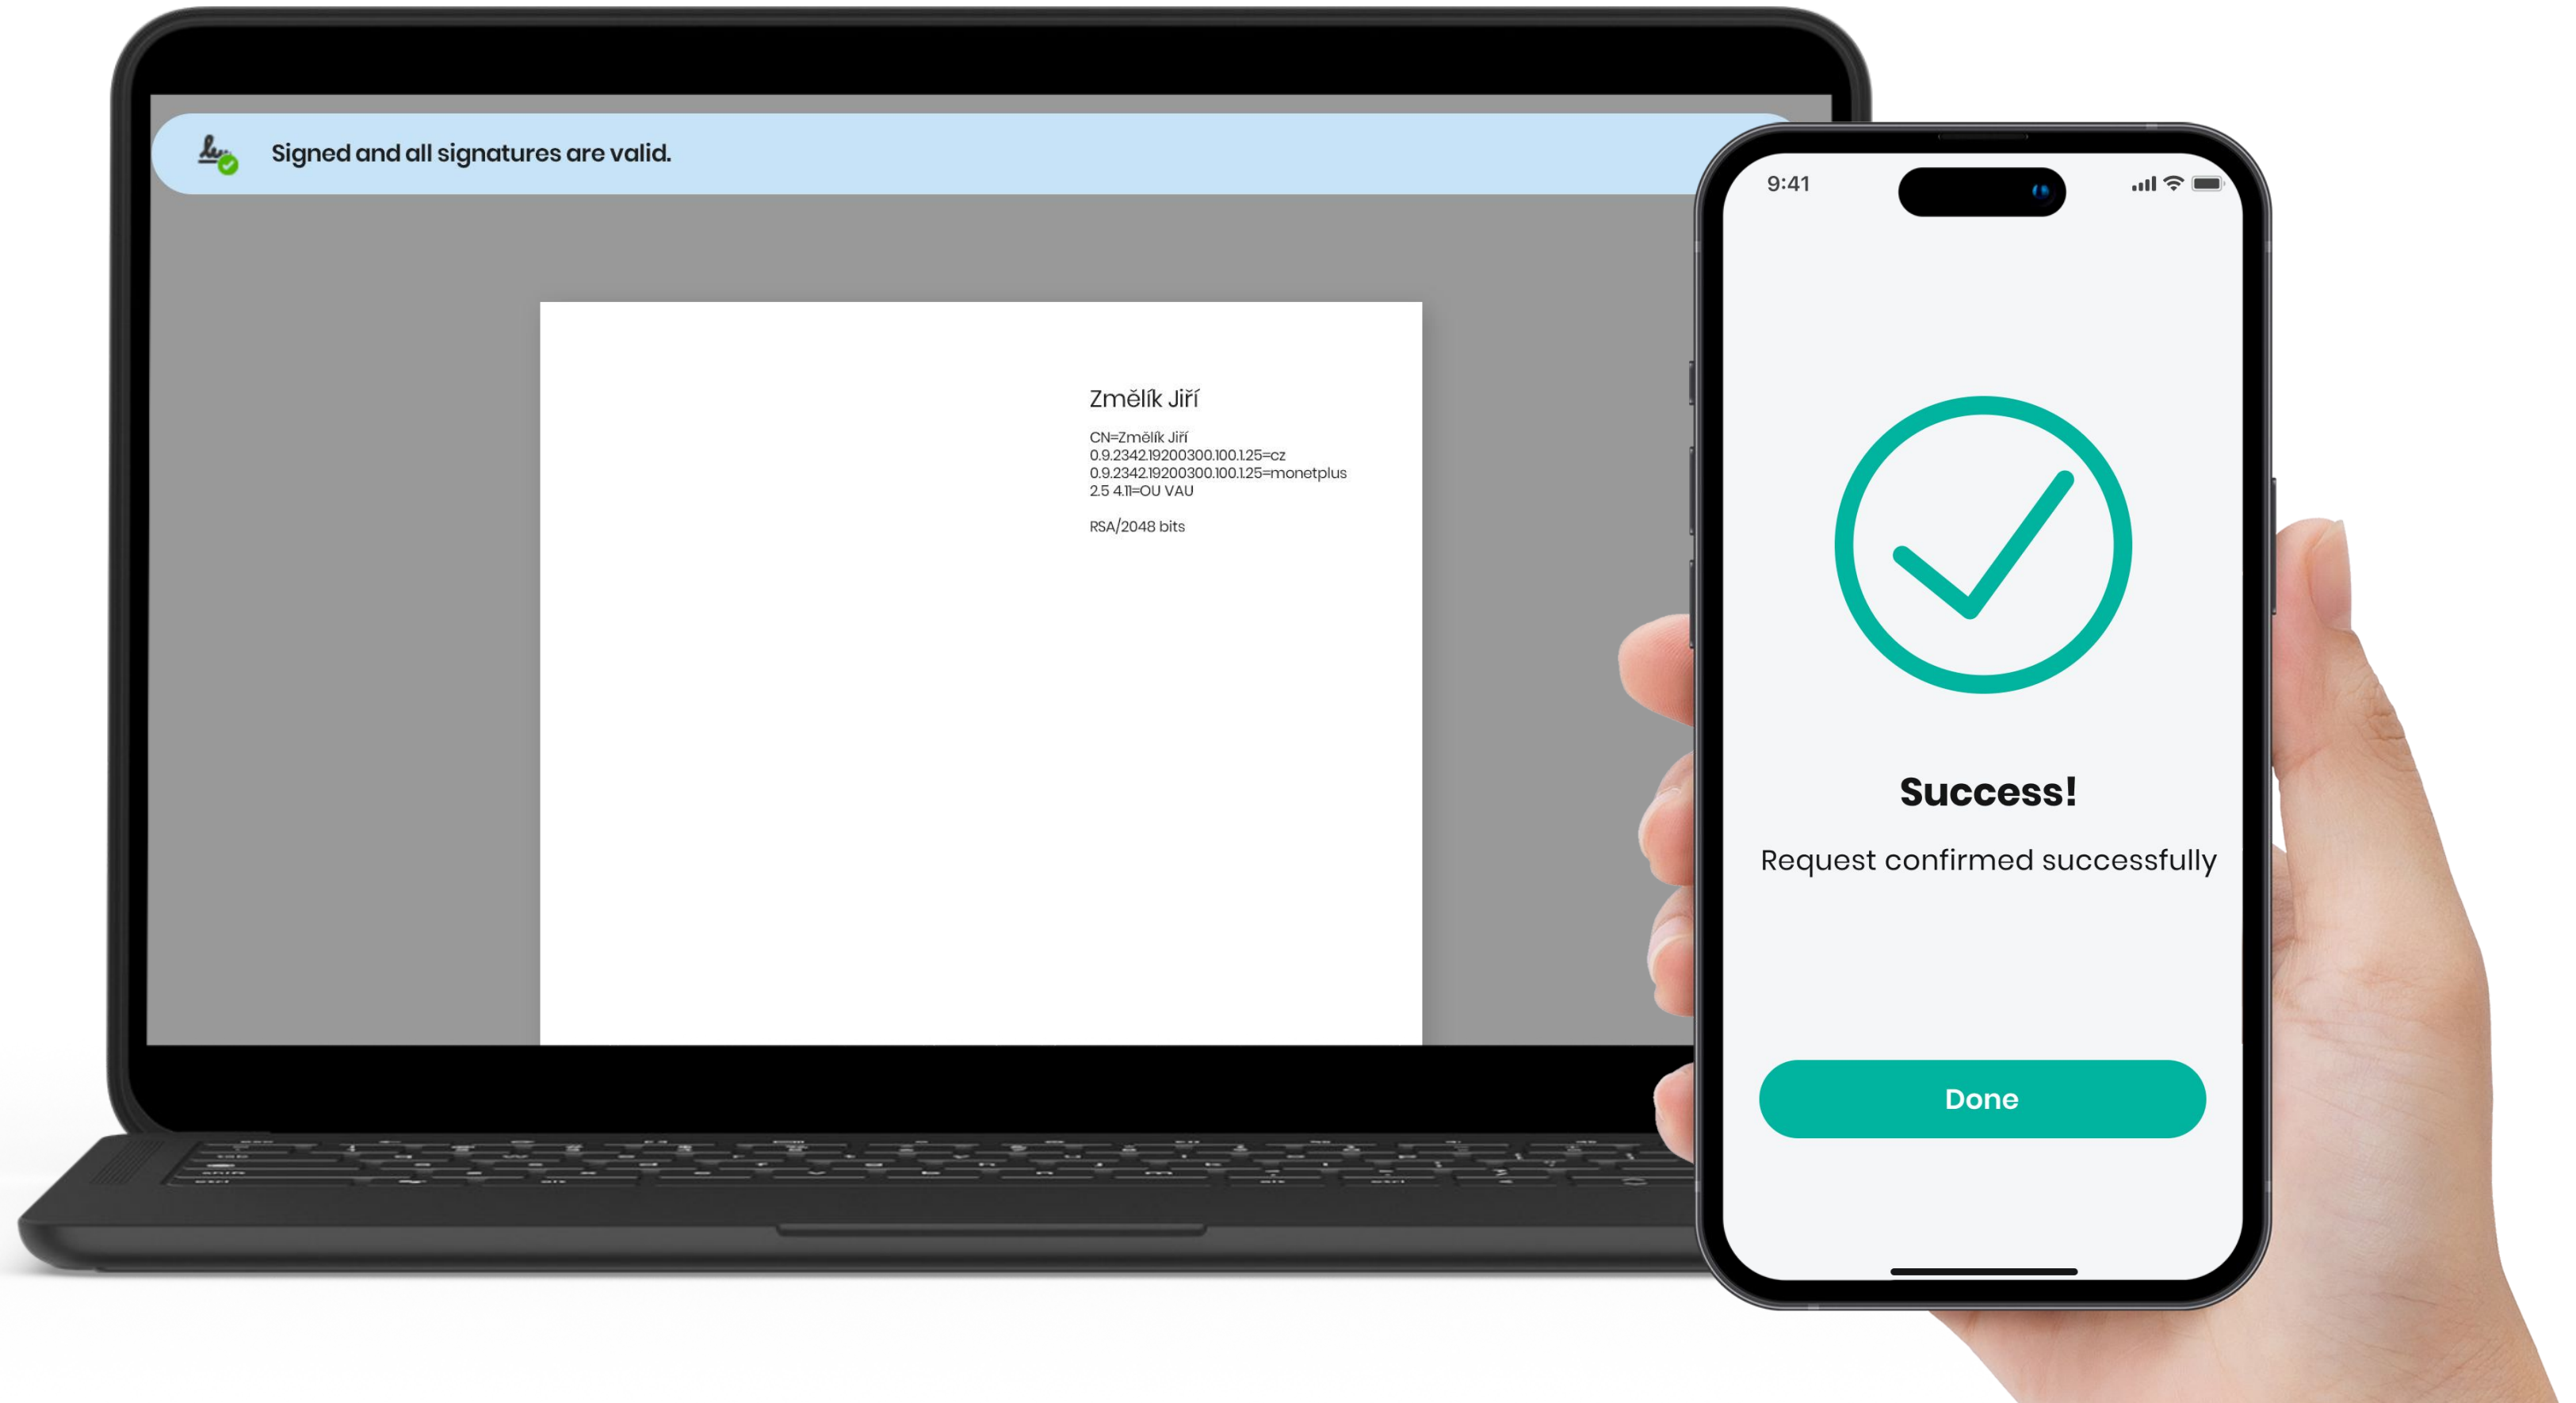 Signed and all signatures are valid.
Změlík Jiří
CN=Změlík Jiří
0.9.2342.19200300.100.1.25=cz
0.9.2342.19200300.100.1.25=monetplus
2.5 4.11=OU VAU
RSA/2048 bits
9:41
Success!
Request confirmed successfully
Done